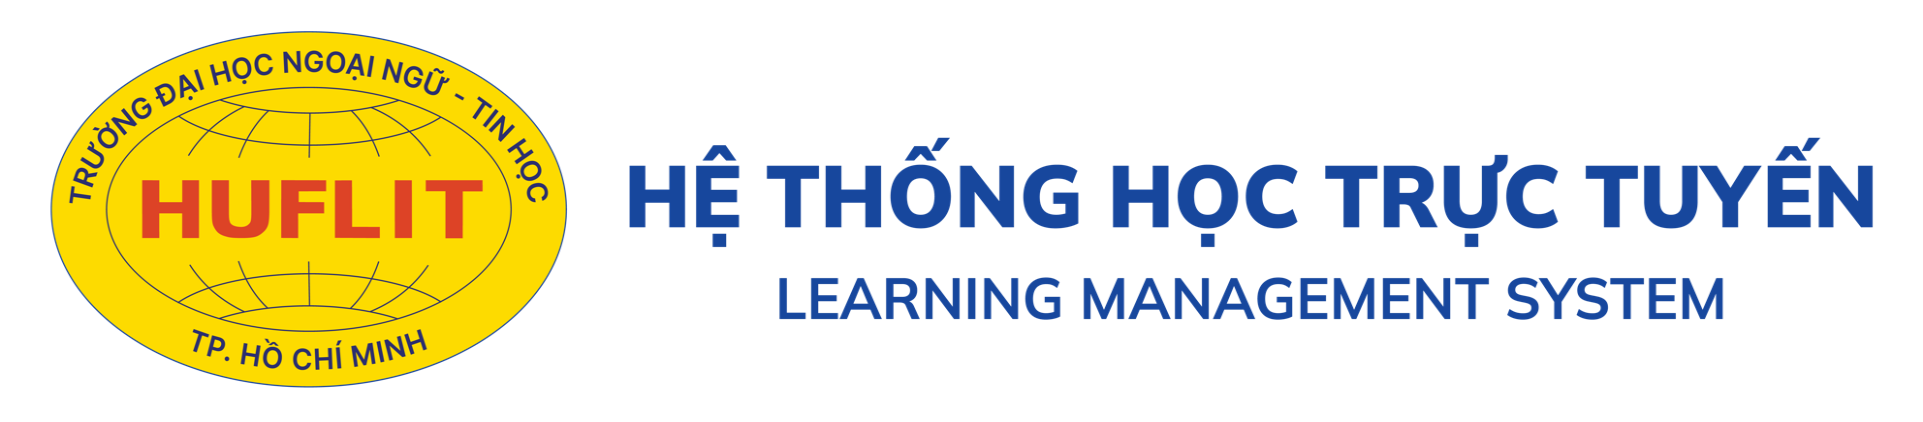 TRƯỜNG ĐẠI HỌC NGOẠI NGỮ - TIN HỌC
HUFLIT
TP. HỒ CHÍ MINH
HỆ THỐNG HỌC TRỰC TUYẾN
LEARNING MANAGEMENT SYSTEM